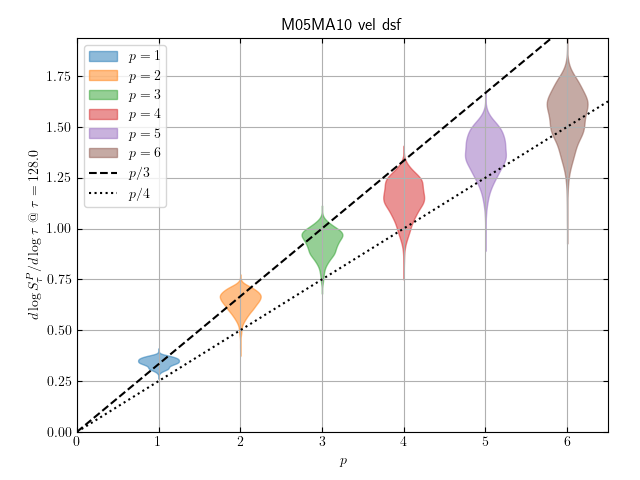 M05MA10 vel dsf
p = 1
p = 2
p = 3
p = 4
p = 5
p = 6
p/3
p/4
d log S_τ^P / d log τ @ τ = 128.0
1.75
1.50
1.25
1.00
0.75
0.50
0.25
0.00
0 1 2 3 4 5 6
p